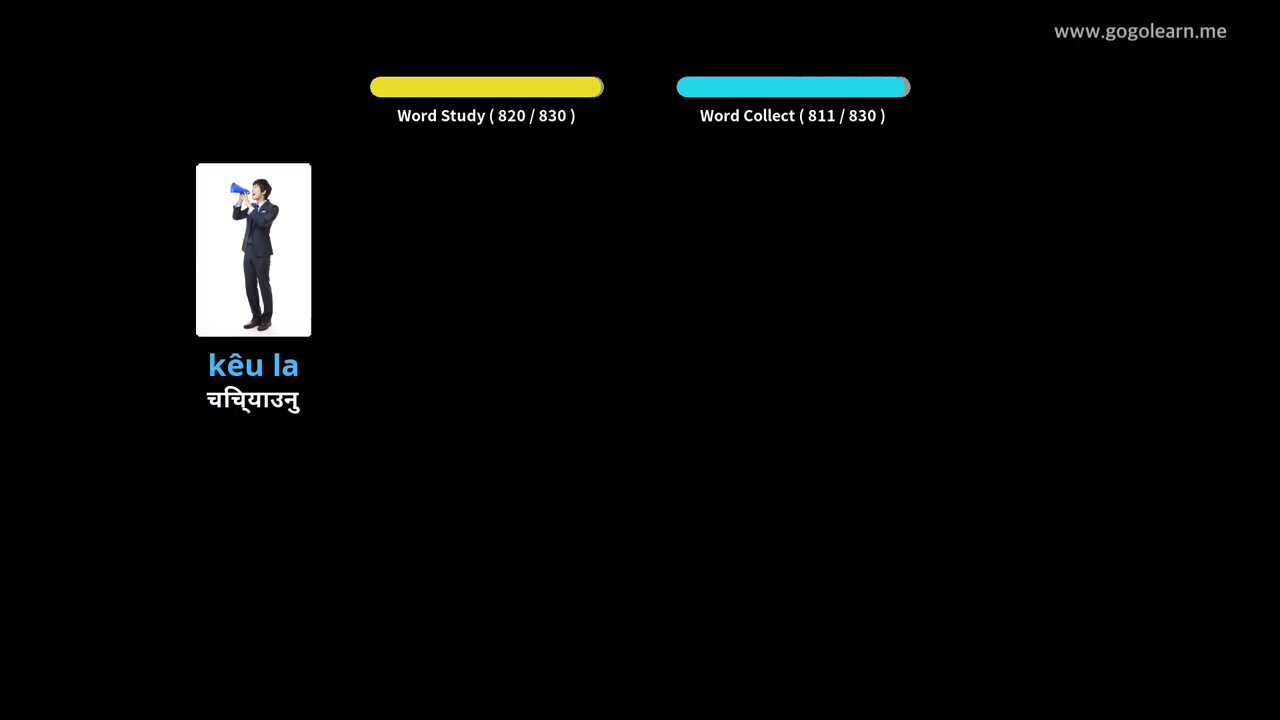 www.gogolearn.me
Word Study ( 820 / 830 )
Word Collect ( 811 / 830 )
kêu la
चिच्याउनु